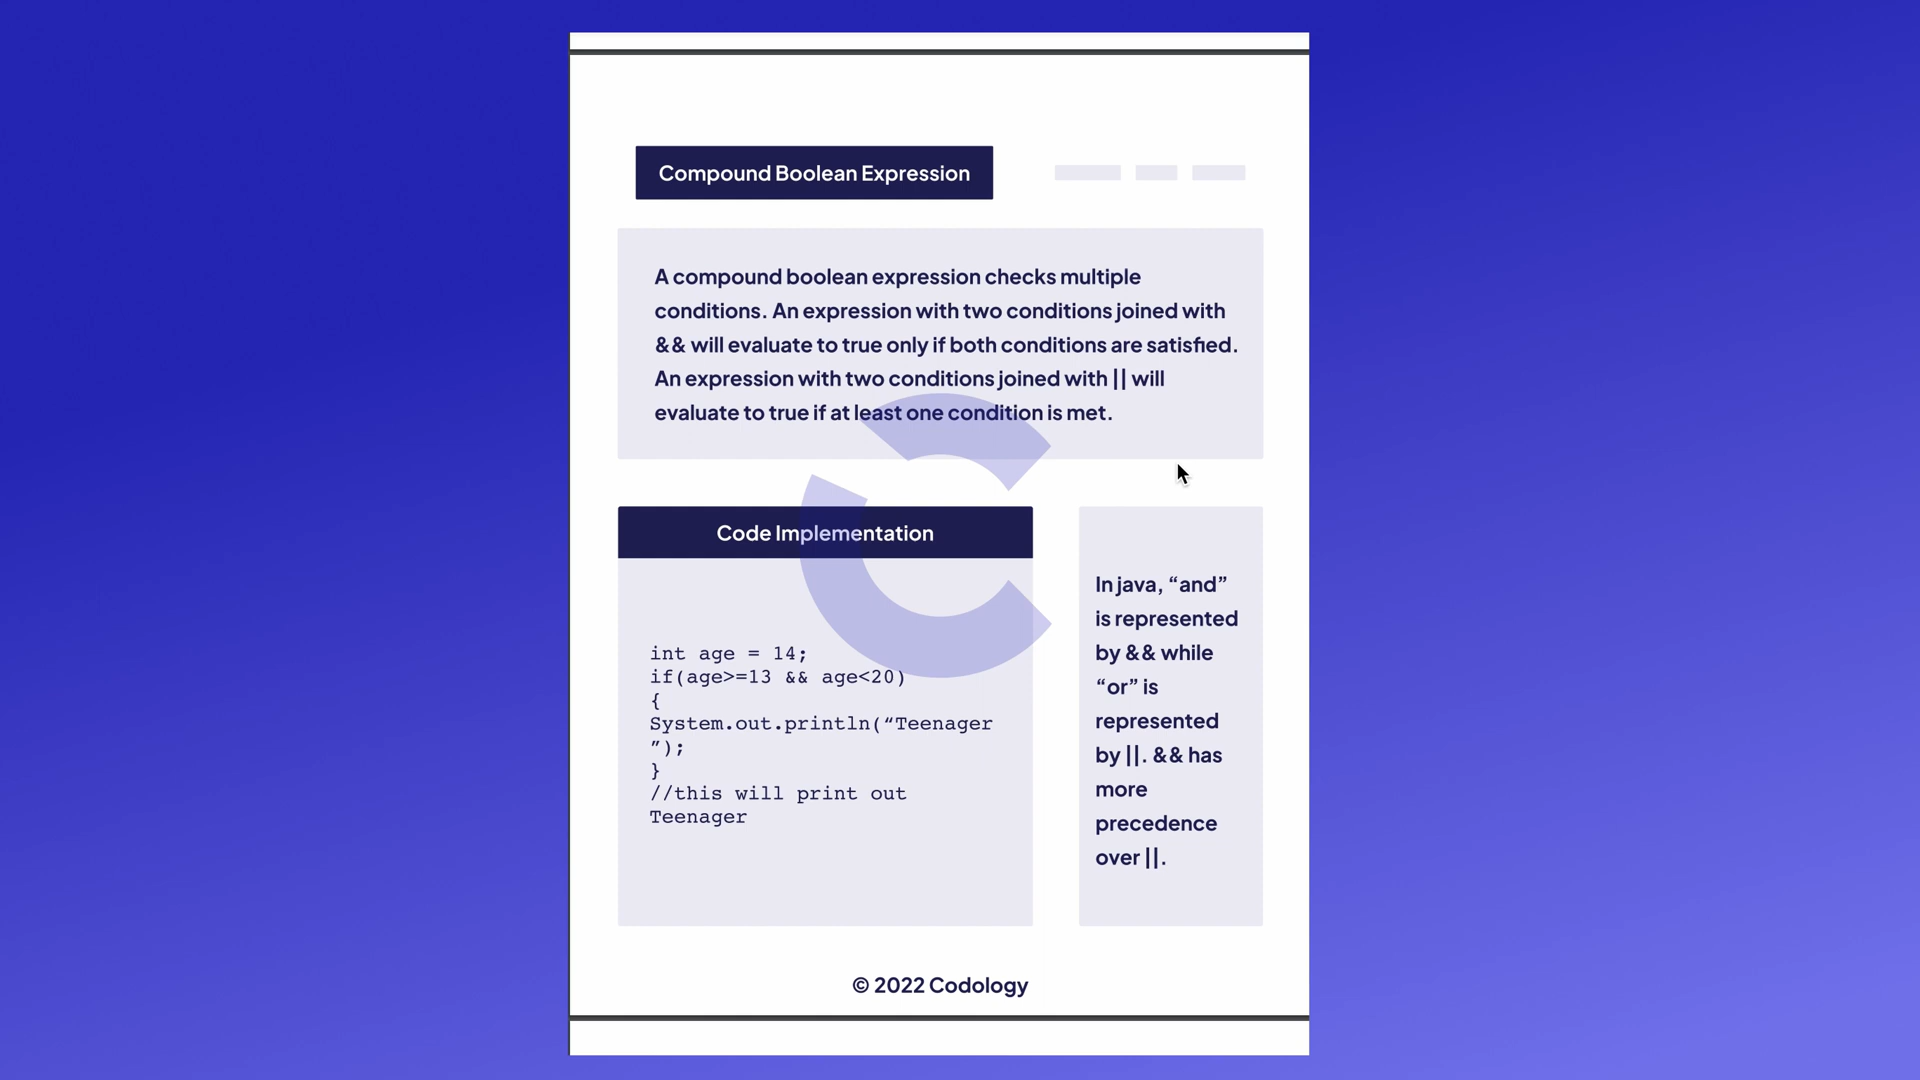 Compound Boolean Expression
A compound boolean expression checks multiple
conditions. An expression with two conditions joined with
&& will evaluate to true only if both conditions are satisfied.
An expression with two conditions joined with || will
evaluate to true if at least one condition is met.
Code Implementation
int age = 14;
if(age>=13 && age<20)
{
System.out.println(“Teenager
”);
}
//this will print out
Teenager
In java, “and”
is represented
by && while
“or” is
represented
by ||. && has
more
precedence
over ||.
© 2022 Codology